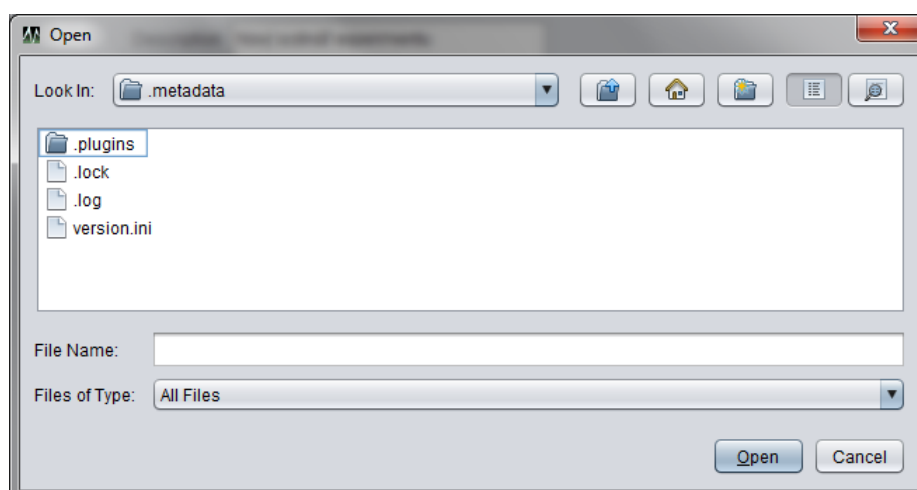 Open
Look In: .metadata
.plugins
.lock
.log
version.ini
File Name:
Files of Type: All Files
Open Cancel